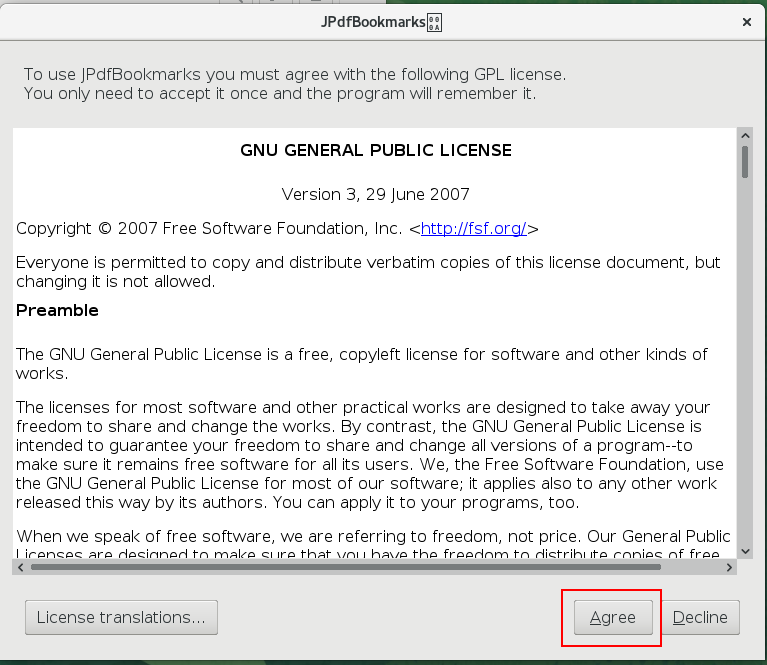 JPdfBookmarks
To use JPdfBookmarks you must agree with the following GPL license.
You only need to accept it once and the program will remember it.
GNU GENERAL PUBLIC LICENSE
Version 3, 29 June 2007
Copyright © 2007 Free Software Foundation, Inc. <http://fsf.org/>
Everyone is permitted to copy and distribute verbatim copies of this license document, but
changing it is not allowed.
Preamble
The GNU General Public License is a free, copyleft license for software and other kinds of
works.
The licenses for most software and other practical works are designed to take away your
freedom to share and change the works. By contrast, the GNU General Public License is
intended to guarantee your freedom to share and change all versions of a program--to
make sure it remains free software for all its users. We, the Free Software Foundation, use
the GNU General Public License for most of our software; it applies also to any other work
released this way by its authors. You can apply it to your programs, too.
When we speak of free software, we are referring to freedom, not price. Our General Public
Licenses are designed to make sure that you have the freedom to distribute copies of free
License translations...
Agree
Decline